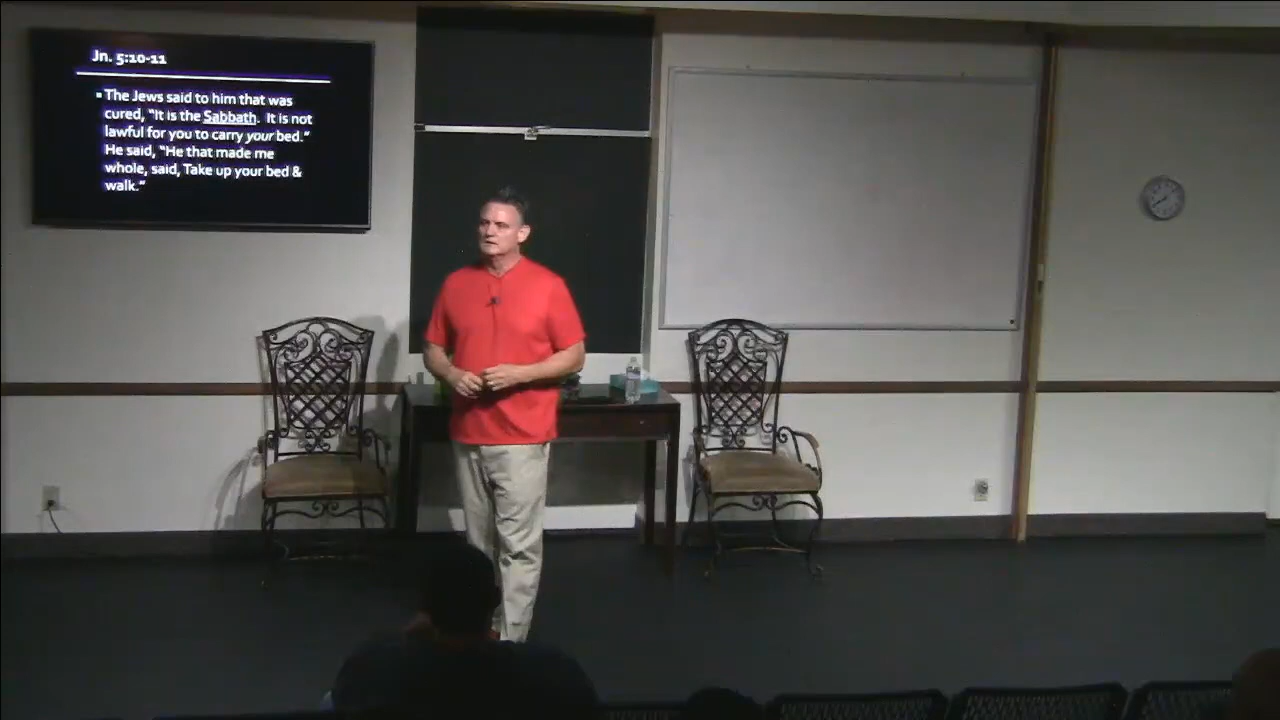 Jn. 5:10-11
▪ The Jews said to him that was
cured, "It is the Sabbath. It is not
lawful for you to carry your bed."
He said, "He that made me
whole, said, Take up your bed &
walk."